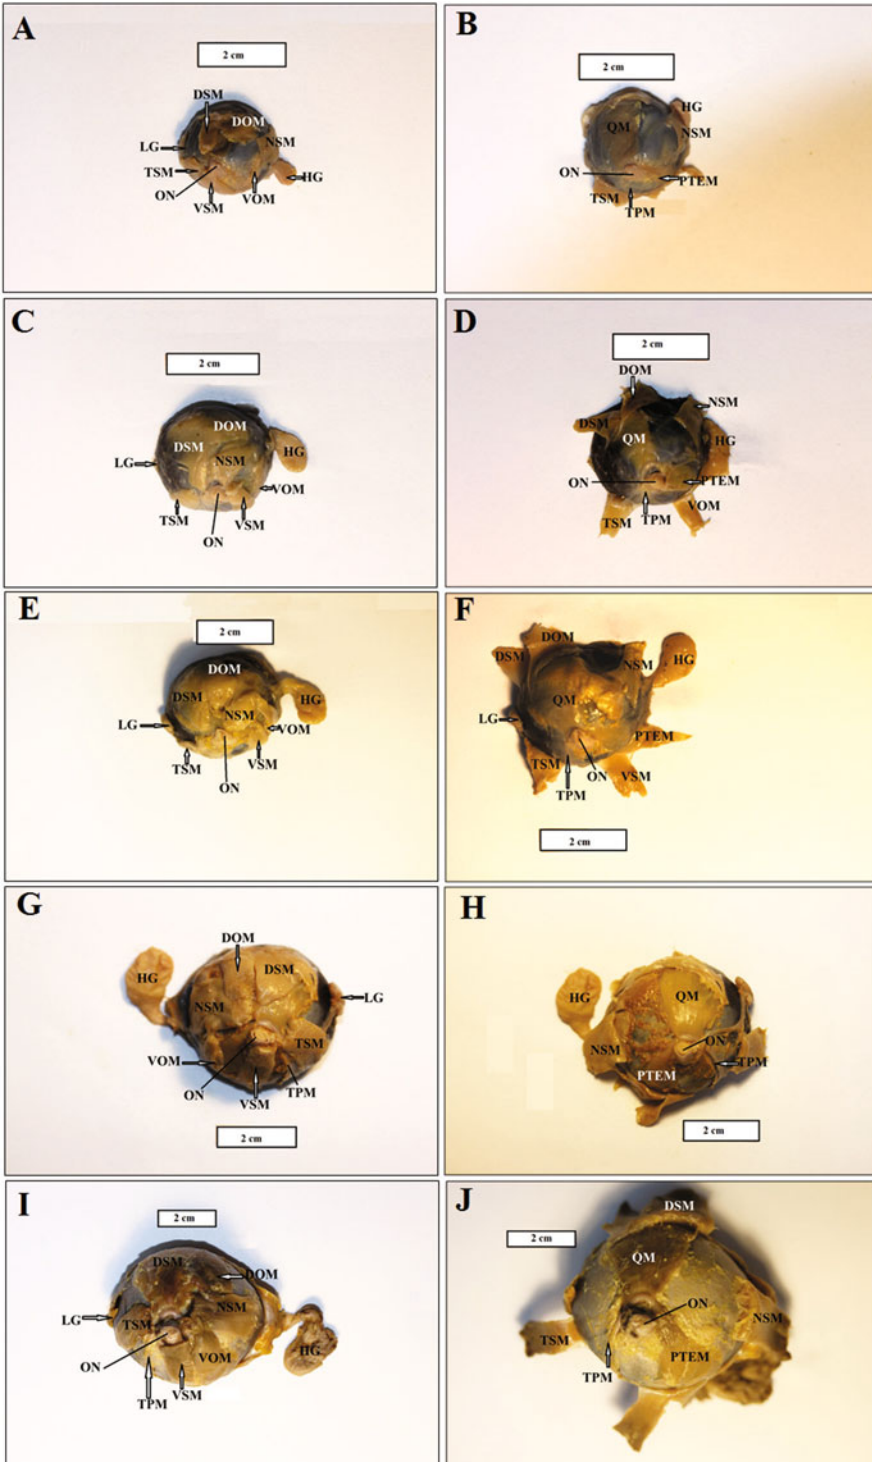 A
2 cm
DSM
DOM
NSM
LG
TSM
HG
ON
VOM
VSM
B
2 cm
HG
QM
NSM
ON
PTEM
TSM
TPM
C
2 cm
DOM
DSM
NSM
HG
LG
VOM
TSM
VSM
ON
D
2 cm
DOM
NSM
DSM
QM
HG
ON
PTEM
TSM
TPM
VOM
E
2 cm
DOM
DSM
HG
NSM
LG
VOM
TSM
VSM
ON
F
DOM
DSM
NSM
HG
QM
LG
PTEM
TSM
ON
VSM
TPM
2 cm
G
DOM
HG
DSM
NSM
LG
TSM
VOM
ON
TPM
VSM
2 cm
H
HG
QM
ON
NSM
TPM
PTEM
2 cm
I
2 cm
DSM
DOM
NSM
LG
TSM
HG
ON
VOM
VSM
TPM
J
DSM
2 cm
QM
ON
NSM
TSM
PTEM
TPM